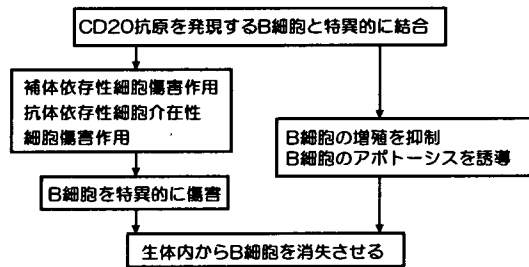 CD20抗原を発現するB細胞と特異的に結合
補体依存性細胞傷害作用
抗体依存性細胞介在性
細胞傷害作用
B細胞を特異的に傷害
B細胞の増殖を抑制
B細胞のアポトーシスを誘導
生体内からB細胞を消失させる